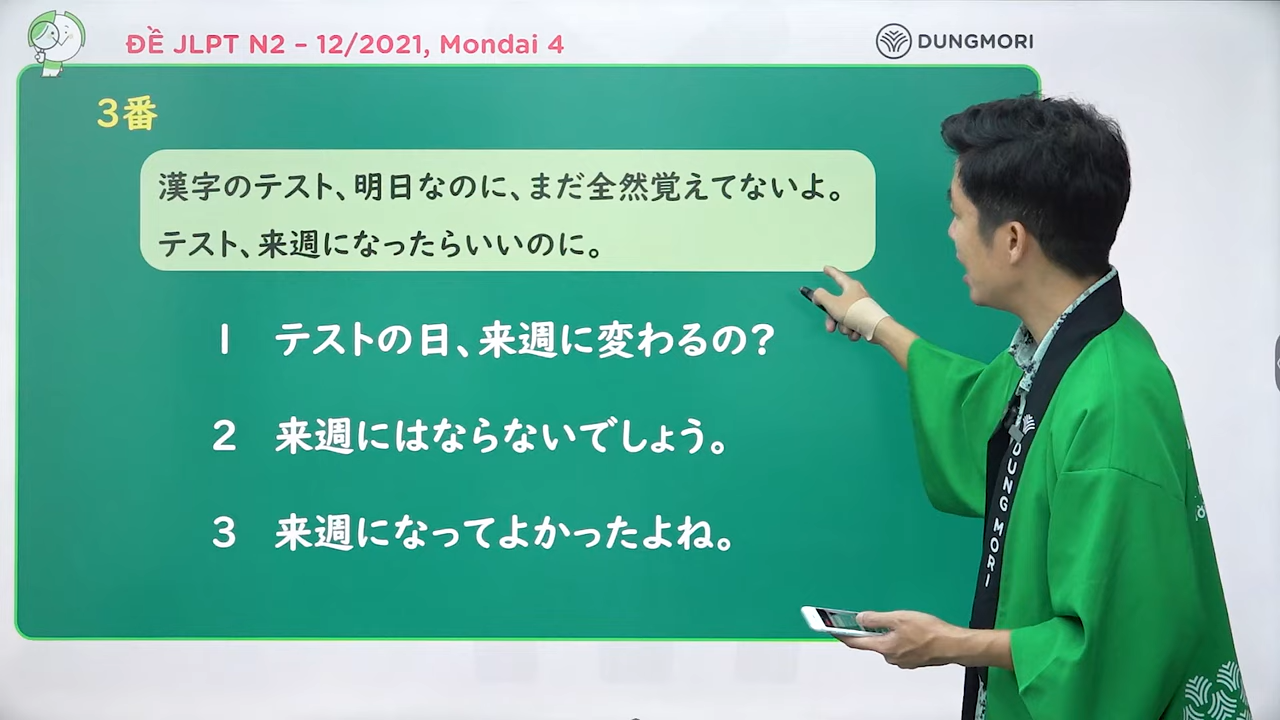 ĐỀ JLPT N2 – 12/2021, Mondai 4
DUNGMORI
3番
漢字のテスト、明日なのに、まだ全然覚えてないよ。
テスト、来週になったらいいのに。
1 テストの日、来週に変わるの？
2 来週にはならないでしょう。
3 来週になってよかったよね。
DUNGMORI